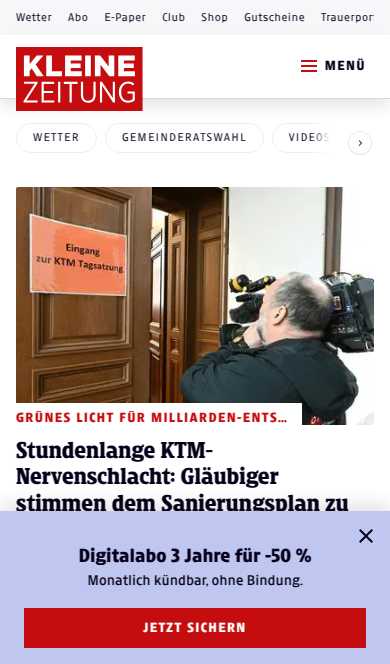 Wetter Abo E-Paper Club Shop Gutscheine Trauerpor
KLEINE
ZEITUNG
MENÜ
WETTER GEMEINDERATSWAHL VIDEOS
Eingang
zur KTM Tagsatzung
GRÜNES LICHT FÜR MILLIARDEN-ENTS...
Stundenlange KTM-
Nervenschlacht: Gläubiger
stimmen dem Sanierungsplan zu
Digitalabo 3 Jahre für -50 %
Monatlich kündbar, ohne Bindung.
JETZT SICHERN